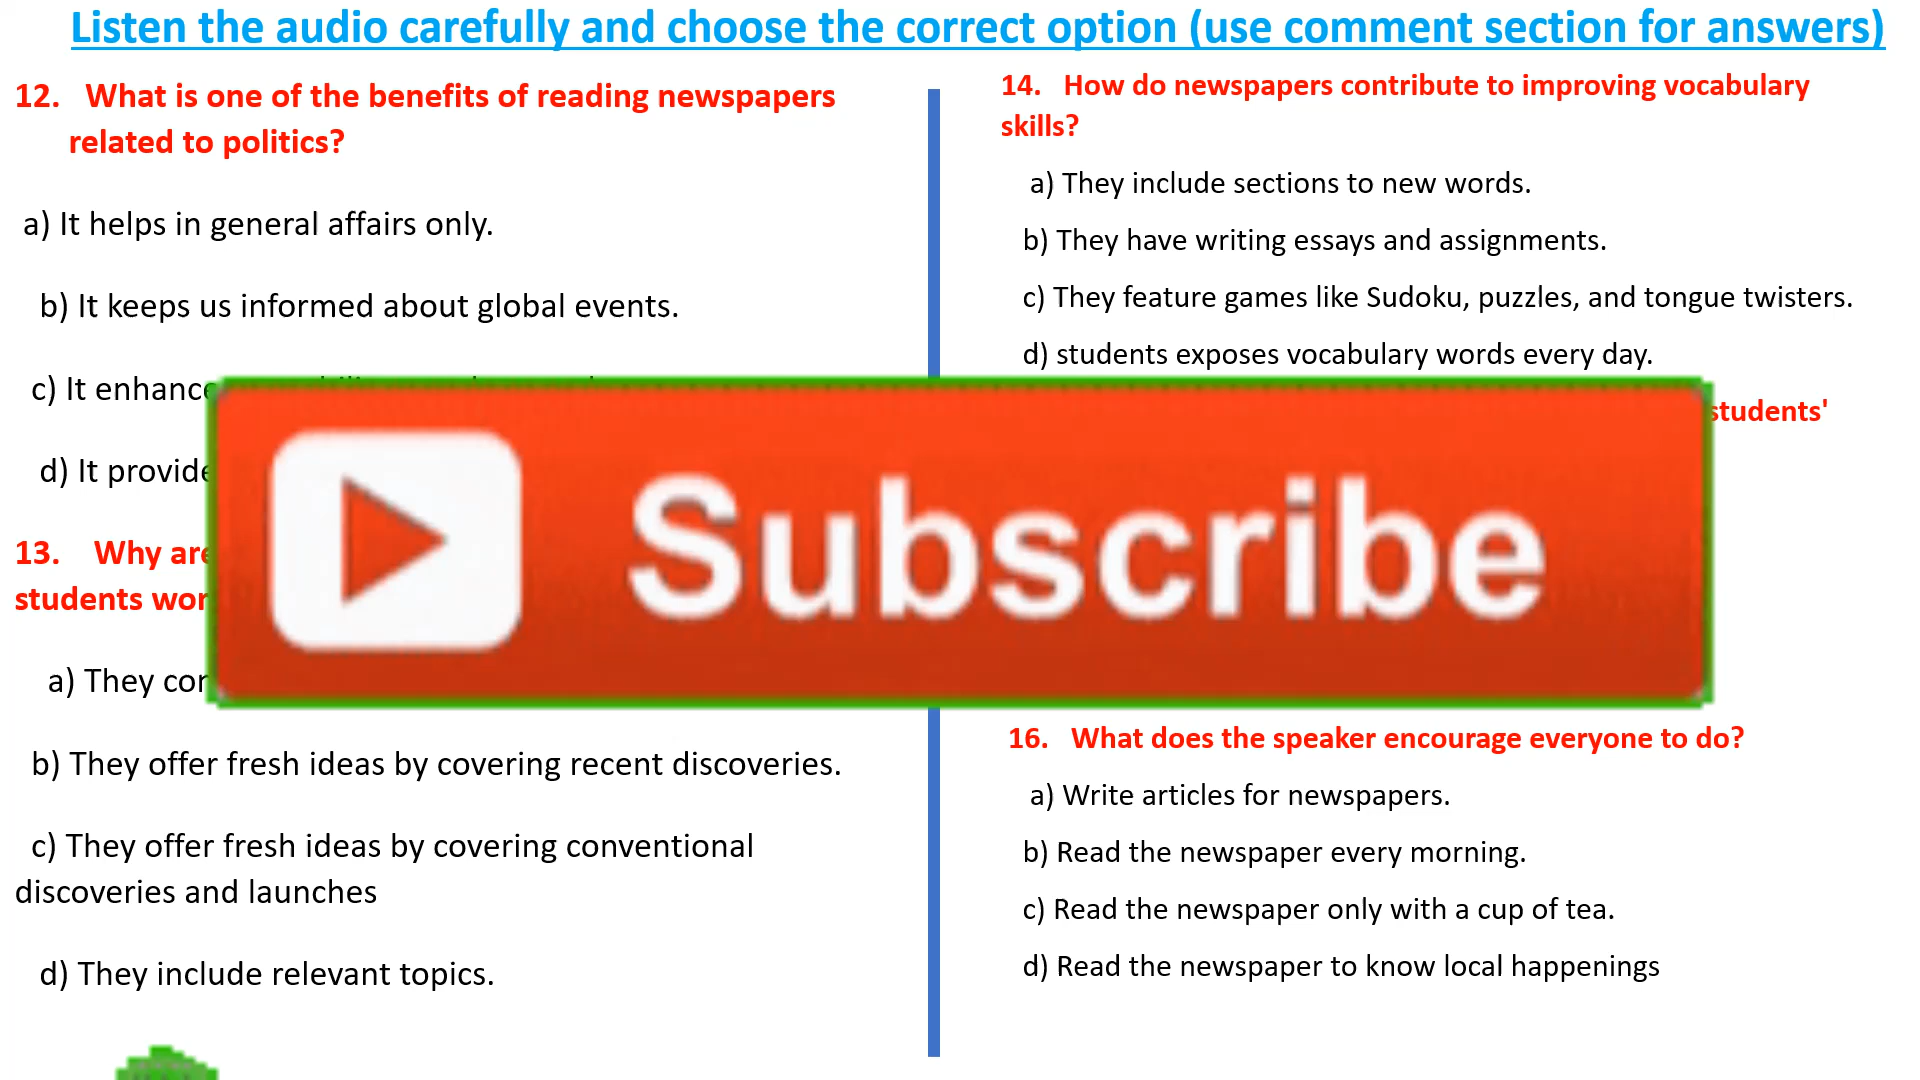 Listen the audio carefully and choose the correct option (use comment section for answers)
12. What is one of the benefits of reading newspapers
related to politics?
a) It helps in general affairs only.
b) It keeps us informed about global events.
c) It
d) It
13. Why
students
a) They
b) They offer fresh ideas by covering recent discoveries.
c) They offer fresh ideas by covering conventional
discoveries and launches
d) They include relevant topics.
14. How do newspapers contribute to improving vocabulary
skills?
a) They include sections to new words.
b) They have writing essays and assignments.
c) They feature games like Sudoku, puzzles, and tongue twisters.
d) students exposes vocabulary words every day.
students'
Subscribe
16. What does the speaker encourage everyone to do?
a) Write articles for newspapers.
b) Read the newspaper every morning.
c) Read the newspaper only with a cup of tea.
d) Read the newspaper to know local happenings